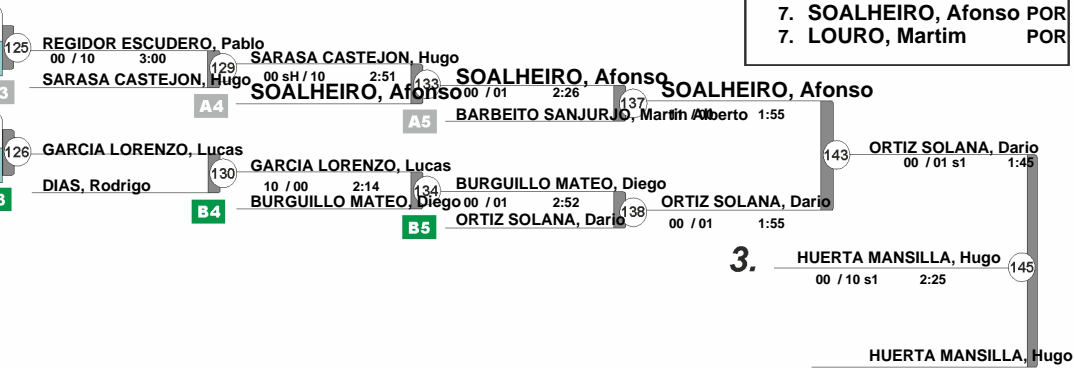 7. SOALHEIRO, Afonso POR
7. LOURO, Martim POR
125
REGIDOR ESCUDERO, Pablo
00 / 10 3:00
SARASA CASTEJON, Hugo
3
129
A4
SARASA CASTEJON, Hugo
00 sH / 10 2:51
SOALHEIRO, Afonso
133
A5
SOALHEIRO, Afonso
00 / 01 2:26
BARBEITO SANJURJO, Martin Alberto
137
SOALHEIRO, Afonso
1:55
126
GARCIA LORENZO, Lucas
DIAS, Rodrigo
130
B4
GARCIA LORENZO, Lucas
10 / 00 2:14
BURGUILLO MATEO, Diego
134
B5
BURGUILLO MATEO, Diego
00 / 01 2:52
ORTIZ SOLANA, Dario
138
ORTIZ SOLANA, Dario
00 / 01 1:55
143
ORTIZ SOLANA, Dario
00 / 01 s1 1:45
3.
HUERTA MANSILLA, Hugo
00 / 10 s1 2:25
145
HUERTA MANSILLA, Hugo